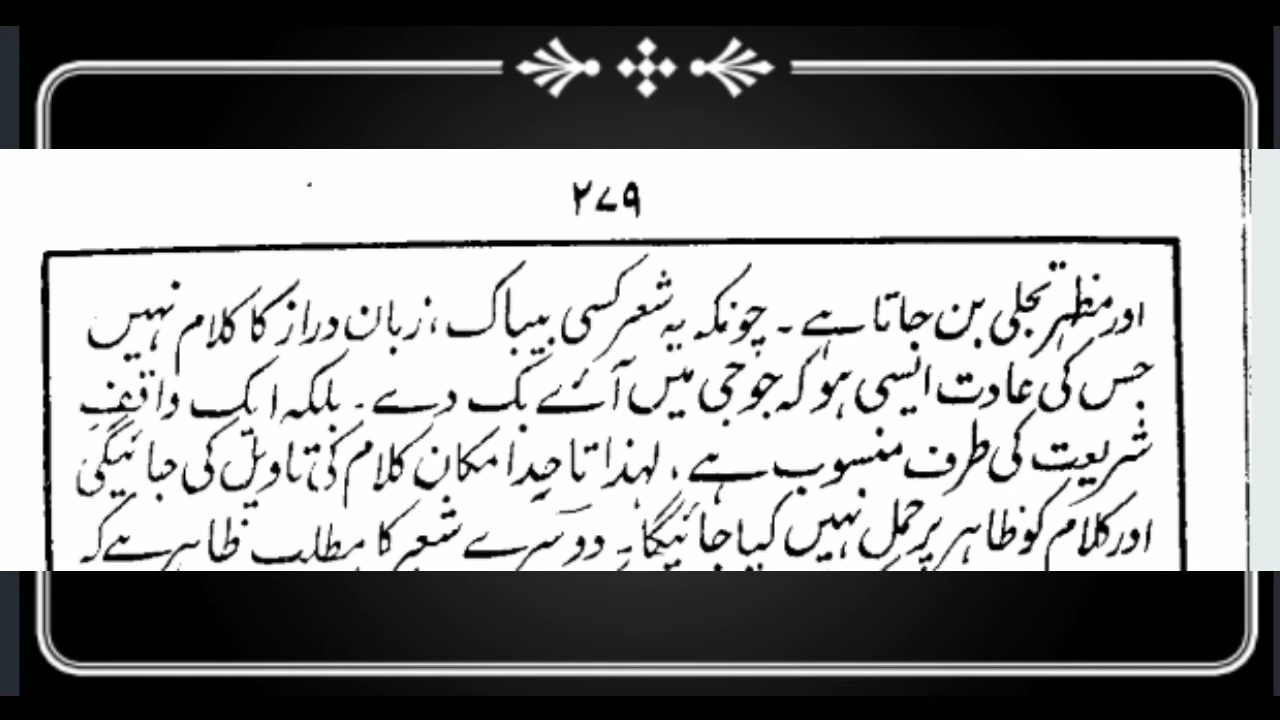 ۲۷۹
اور مظہر تجلی بن جاتا ہے ۔ چونکہ یہ شعر کسی بیباک ، زبان دراز کا کلام نہیں
جس کی عادت ایسی ہو کہ جو جی میں آئے بک دے ۔ بلکہ ایک واقفِ
شریعت کی طرف منسوب ہے ، لہذا تا حدِ امکان کلام کی تاویل کی جائیگی
اور کلام کو ظاہر پر حمل نہیں کیا جائیگا ۔ دوسرے شعر کا مطلب ظاہر ہے کہ